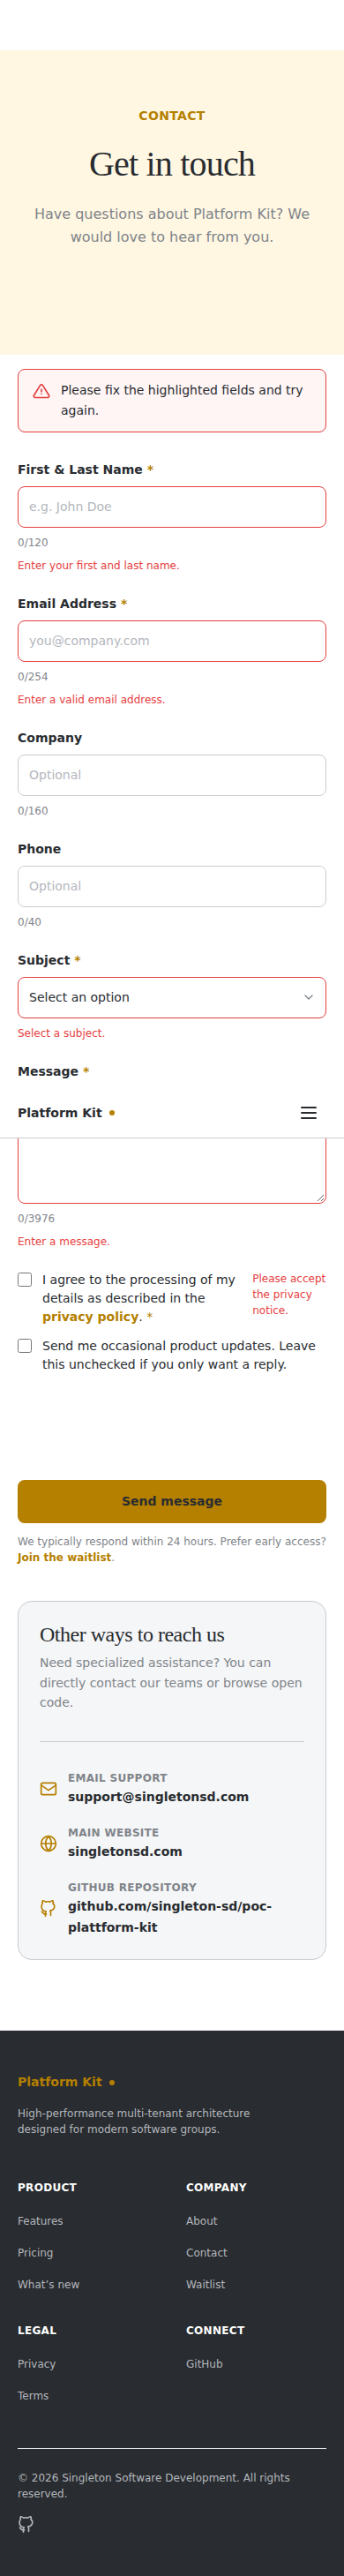 CONTACT
Get in touch
Have questions about Platform Kit? We
would love to hear from you.
Please fix the highlighted fields and try
again.
First & Last Name *
e.g. John Doe
0/120
Enter your first and last name.
Email Address *
you@company.com
0/254
Enter a valid email address.
Company
Optional
0/160
Phone
Optional
0/40
Subject *
Select an option
Select a subject.
Message *
Platform Kit
0/3976
Enter a message.
I agree to the processing of my
details as described in the
privacy policy. *
Please accept
the privacy
notice.
Send me occasional product updates. Leave
this unchecked if you only want a reply.
Send message
We typically respond within 24 hours. Prefer early access?
Join the waitlist.
Other ways to reach us
Need specialized assistance? You can
directly contact our teams or browse open
code.
EMAIL SUPPORT
support@singletonsd.com
MAIN WEBSITE
singletonsd.com
GITHUB REPOSITORY
github.com/singleton-sd/poc-
plattform-kit
Platform Kit
High-performance multi-tenant architecture
designed for modern software groups.
PRODUCT
Features
Pricing
What's new
COMPANY
About
Contact
Waitlist
LEGAL
Privacy
Terms
CONNECT
GitHub
© 2026 Singleton Software Development. All rights
reserved.